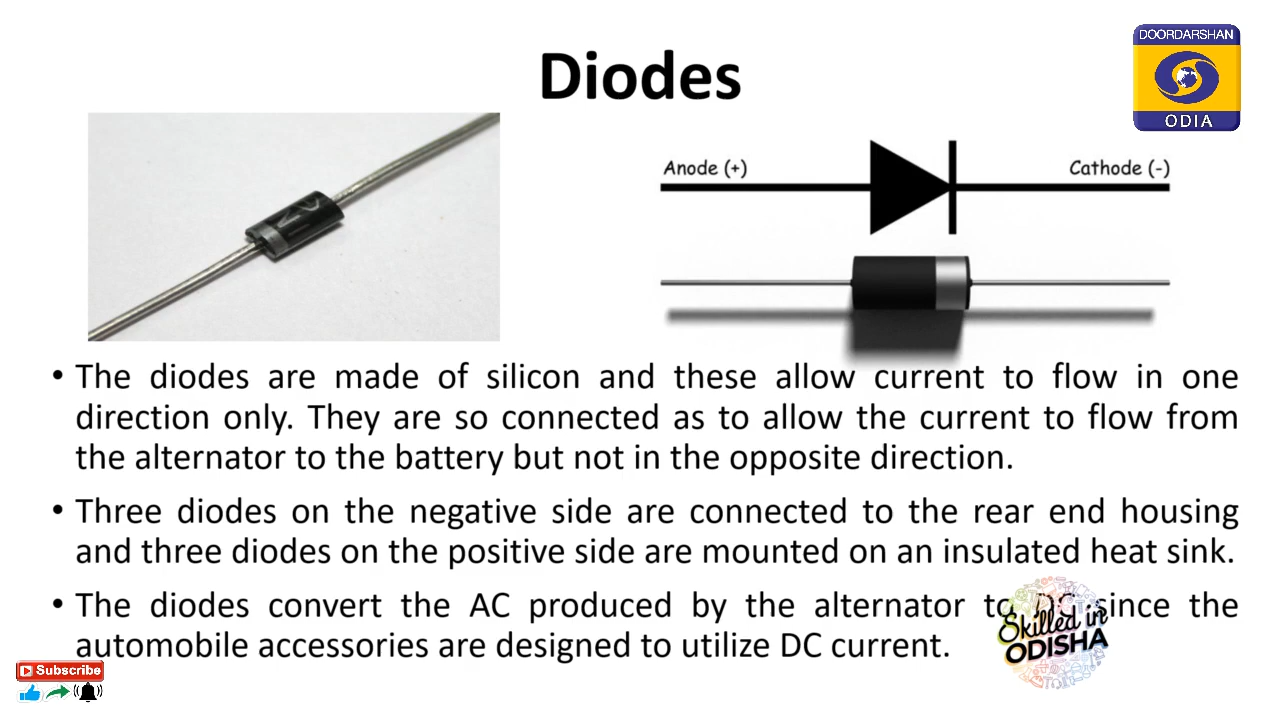 Diodes
DOORDARSHAN
ODIA
Anode (+)
Cathode (-)
• The diodes are made of silicon and these allow current to flow in one
direction only. They are so connected as to allow the current to flow from
the alternator to the battery but not in the opposite direction.
• Three diodes on the negative side are connected to the rear end housing
and three diodes on the positive side are mounted on an insulated heat sink.
• The diodes convert the AC produced by the alternator to DC since the
automobile accessories are designed to utilize DC current.
Skilled in
ODISHA
Subscribe